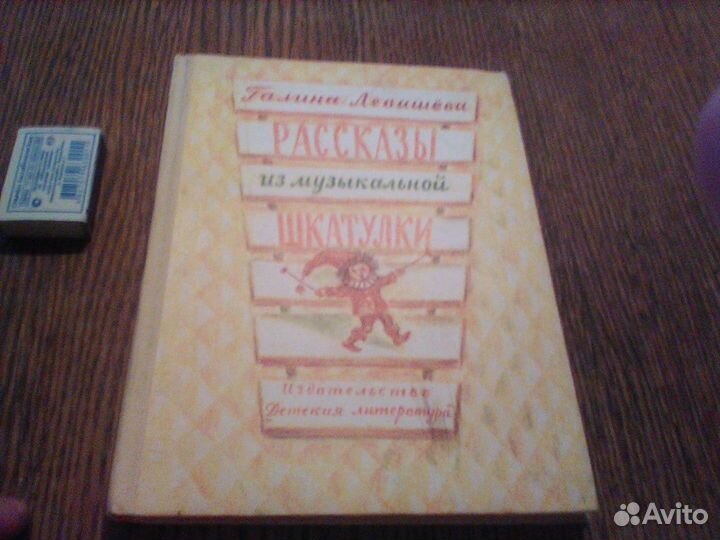 Галина Левашёва
РАССКАЗЫ
ИЗ МУЗЫКАЛЬНОЙ
ШКАТУЛКИ
Издательство
Детская литература
Avito